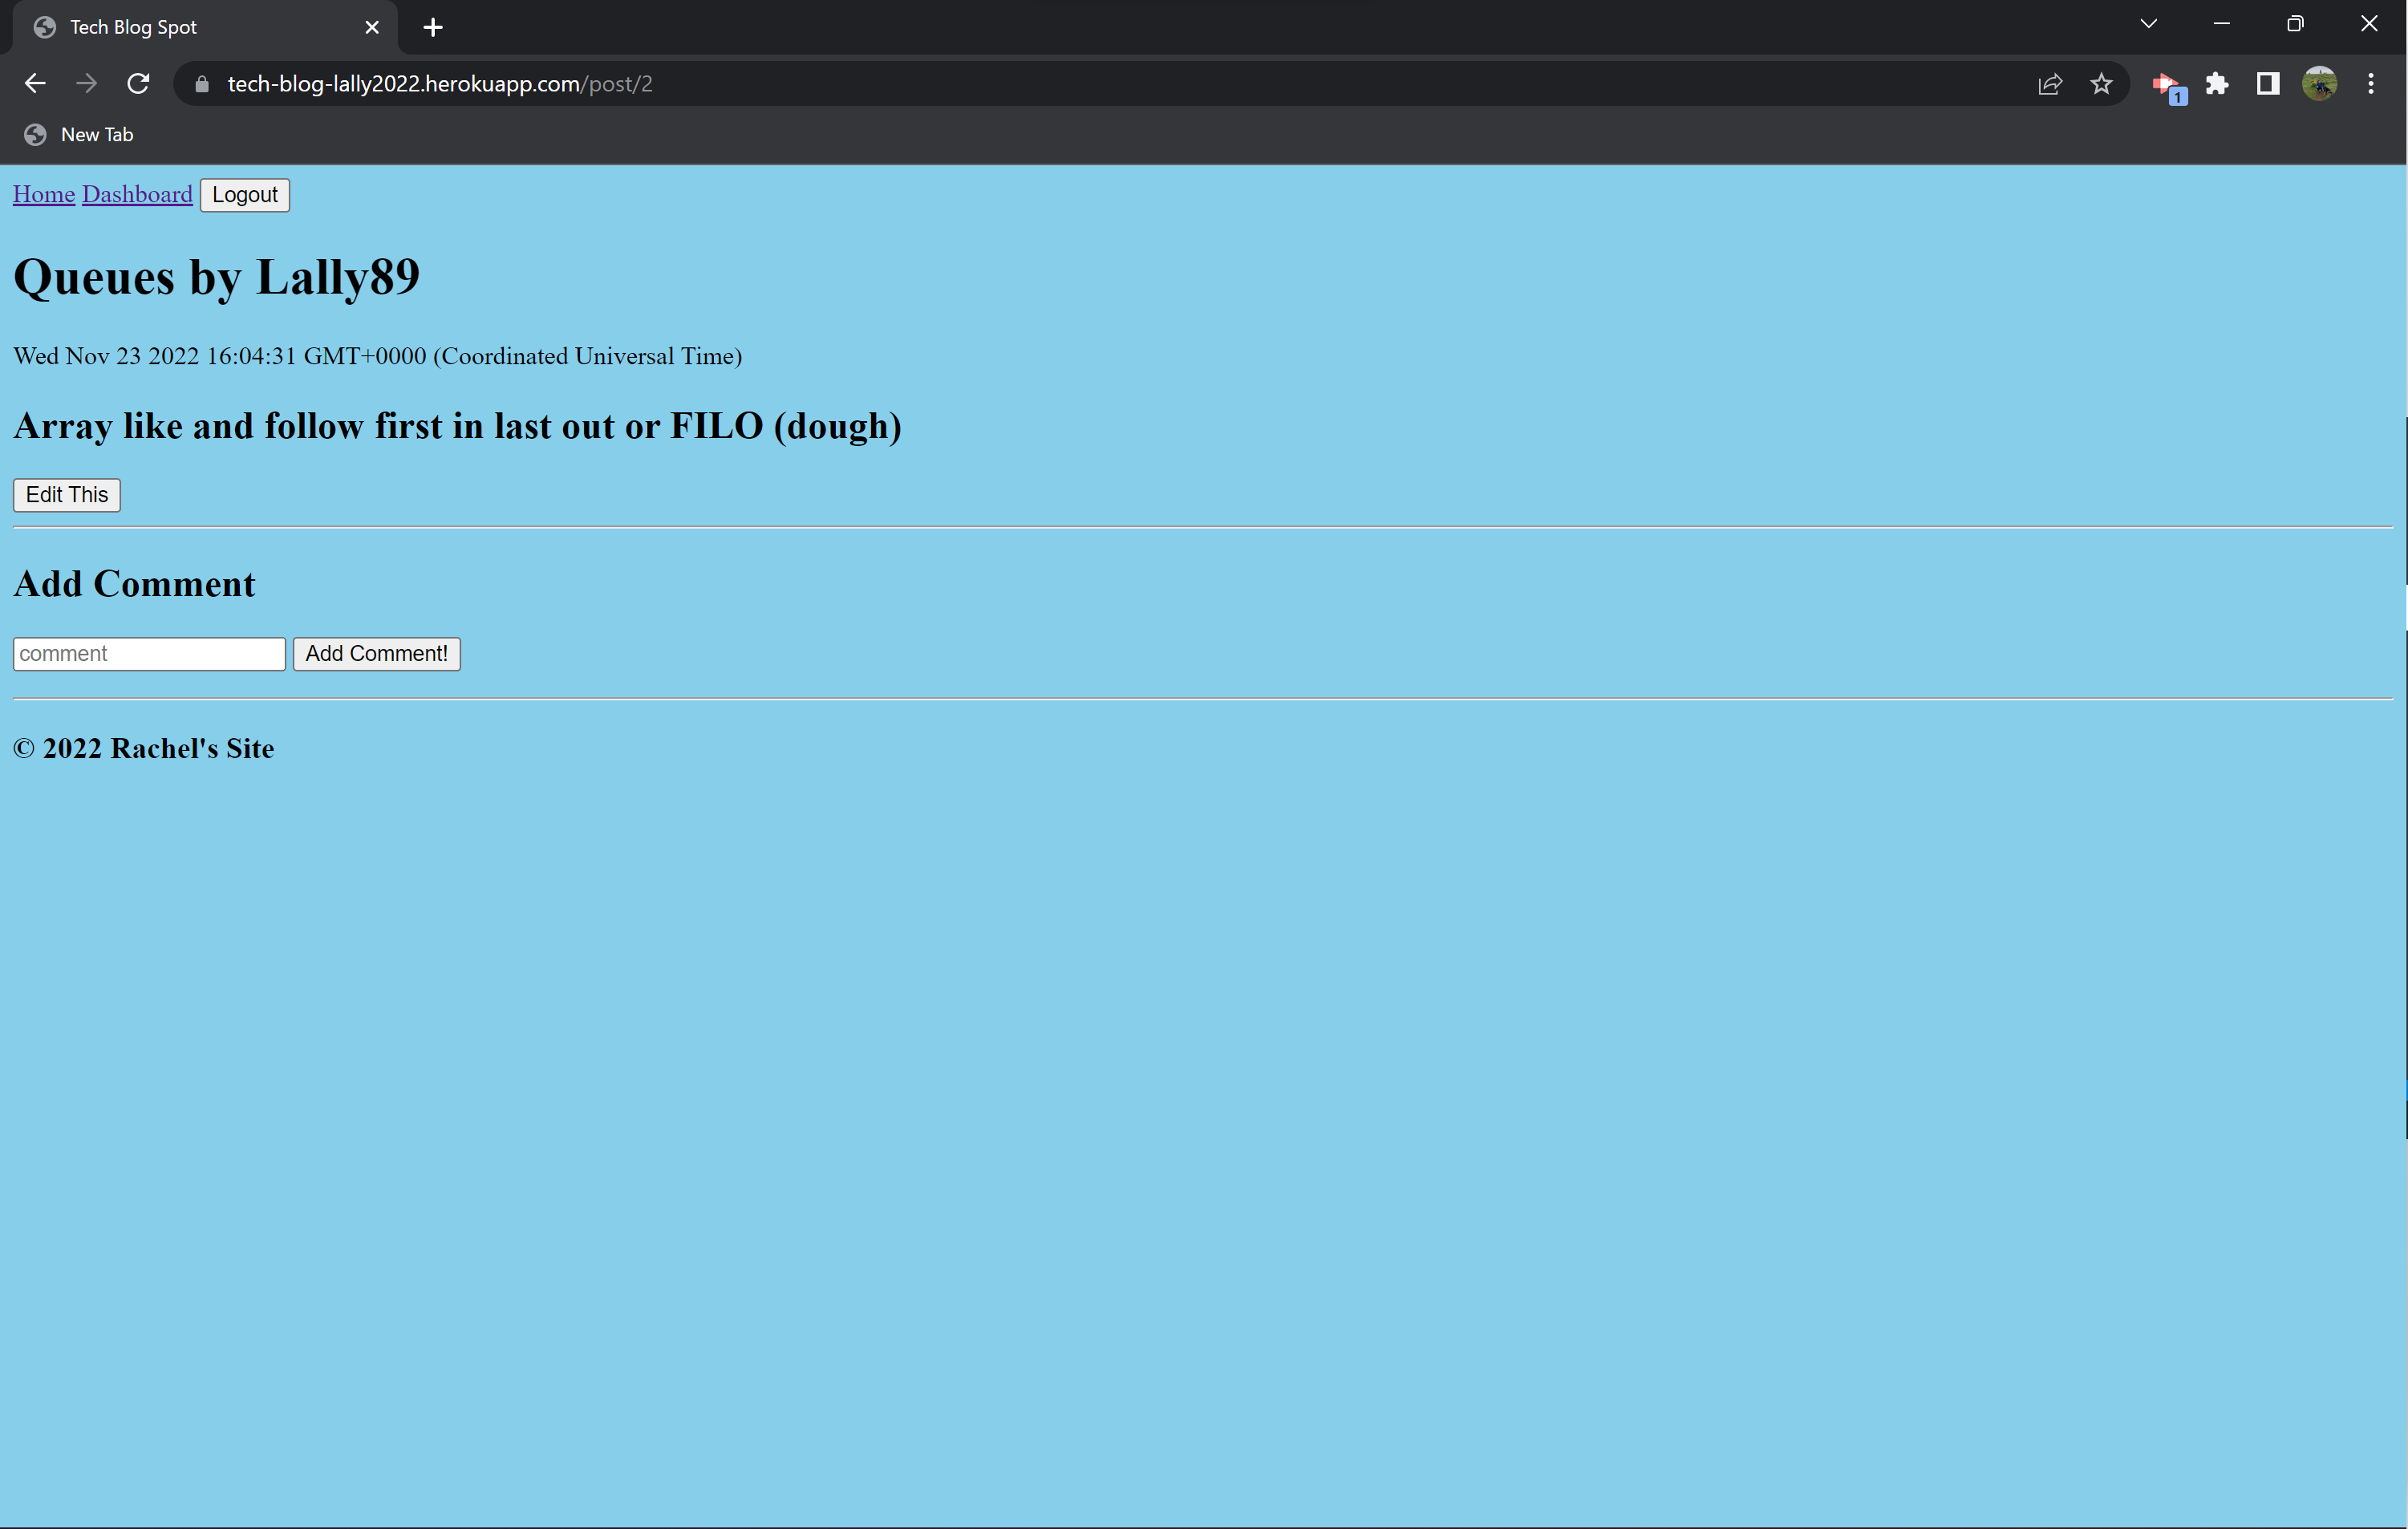 Tech Blog Spot
tech-blog-lally2022.herokuapp.com/post/2
1
New Tab
Home Dashboard Logout
Queues by Lally89
Wed Nov 23 2022 16:04:31 GMT+0000 (Coordinated Universal Time)
Array like and follow first in last out or FILO (dough)
Edit This
Add Comment
comment Add Comment!
© 2022 Rachel's Site